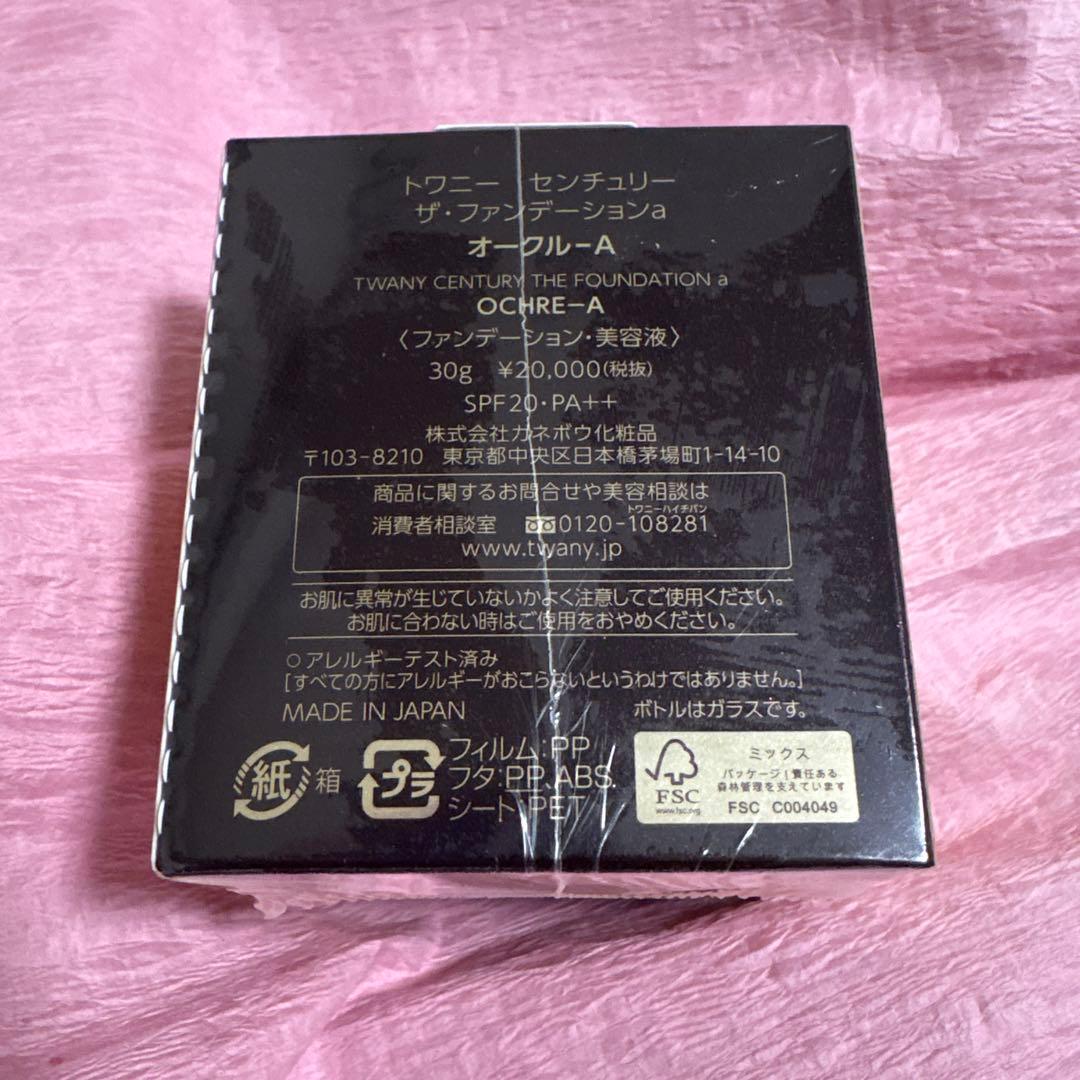 トワニー　センチュリー
ザ・ファンデーションa
オークル－A
TWANY CENTURY THE FOUNDATION a
OCHRE－A
〈ファンデーション・美容液〉
30g　¥20,000(税抜)
SPF20・PA++
株式会社カネボウ化粧品
〒103-8210　東京都中央区日本橋茅場町1-14-10
商品に関するお問合せや美容相談は
トワニーハイチバン
消費者相談室　0120-108281
www.twany.jp
お肌に異常が生じていないかよく注意してご使用ください。
お肌に合わない時はご使用をおやめください。
○アレルギーテスト済み
[すべての方にアレルギーがおこらないというわけではありません。]
MADE IN JAPAN　ボトルはガラスです。
紙 箱
プラ
フィルム:PP
フタ:PP,ABS.
シート:PET
FSC
www.fsc.org
ミックス
パッケージ | 責任ある
森林管理を支えています
FSC C004049